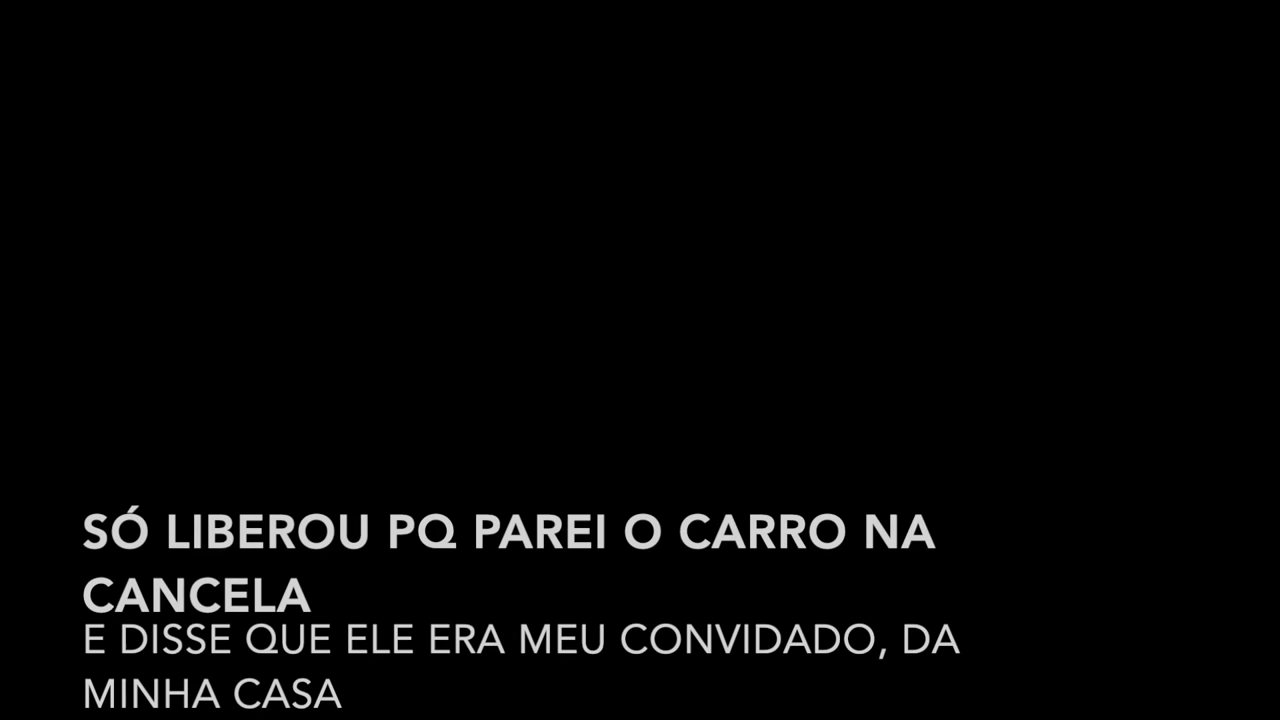 SÓ LIBEROU PQ PAREI O CARRO NA
CANCELA
E DISSE QUE ELE ERA MEU CONVIDADO, DA
MINHA CASA